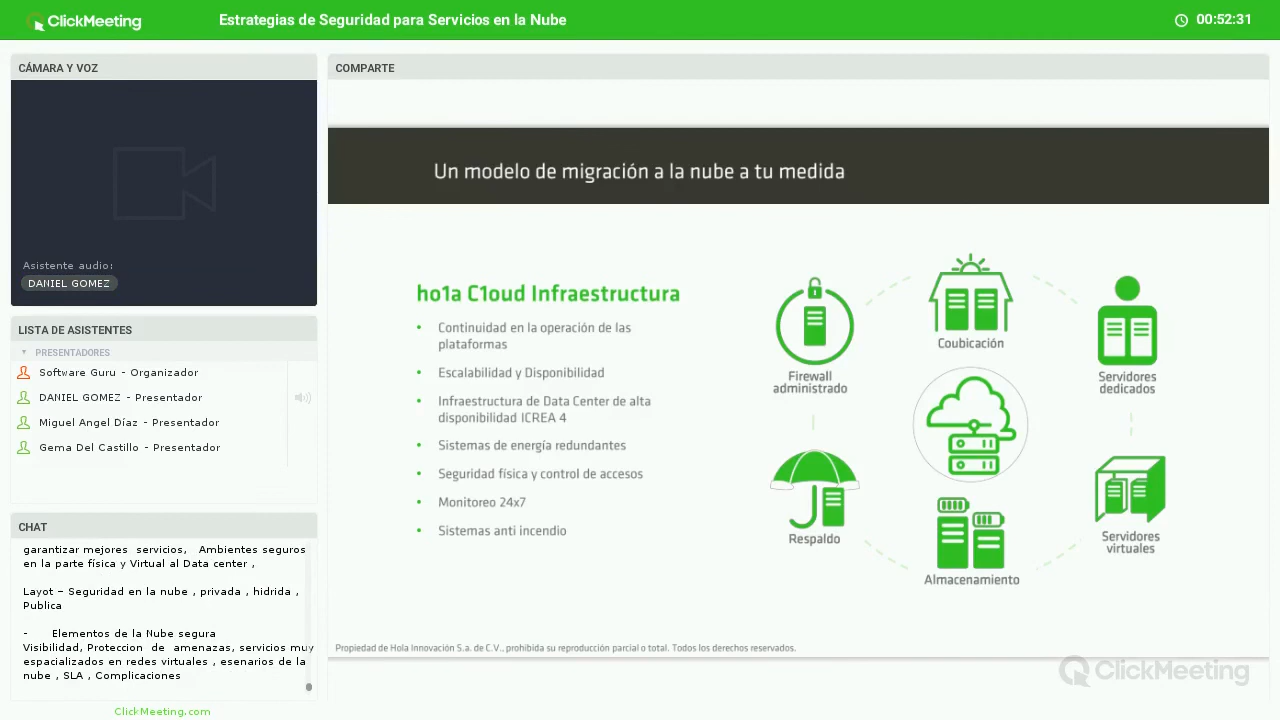 ClickMeeting
Estrategias de Seguridad para Servicios en la Nube
00:52:31
CÁMARA Y VOZ
Asistente audio:
DANIEL GOMEZ
LISTA DE ASISTENTES
PRESENTADORES
Software Guru - Organizador
DANIEL GOMEZ - Presentador
Miguel Angel Díaz - Presentador
Gema Del Castillo - Presentador
CHAT
garantizar mejores servicios, Ambientes seguros
en la parte física y Virtual al Data center ,
Layot – Seguridad en la nube , privada , hidrida ,
Publica
- Elementos de la Nube segura
Visibilidad, Proteccion de amenazas, servicios muy
espacializados en redes virtuales , esenarios de la
nube , SLA , Complicaciones
ClickMeeting.com
COMPARTE
Un modelo de migración a la nube a tu medida
ho1a C1oud Infraestructura
• Continuidad en la operación de las
plataformas
• Escalabilidad y Disponibilidad
• Infraestructura de Data Center de alta
disponibilidad ICREA 4
• Sistemas de energía redundantes
• Seguridad física y control de accesos
• Monitoreo 24x7
• Sistemas anti incendio
Firewall
administrado
Coubicación
Servidores
dedicados
Respaldo
Almacenamiento
Servidores
virtuales
Propiedad de Hola Innovación S.a. de C.V., prohibida su reproducción parcial o total. Todos los derechos reservados.
ClickMeeting